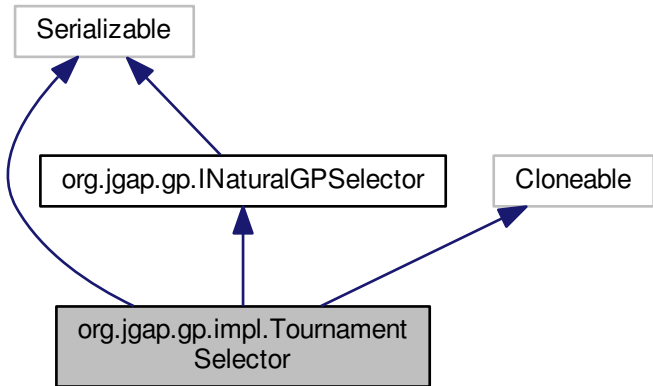 Serializable
org.jgap.gp.INaturalGPSelector
Cloneable
org.jgap.gp.impl.Tournament
Selector